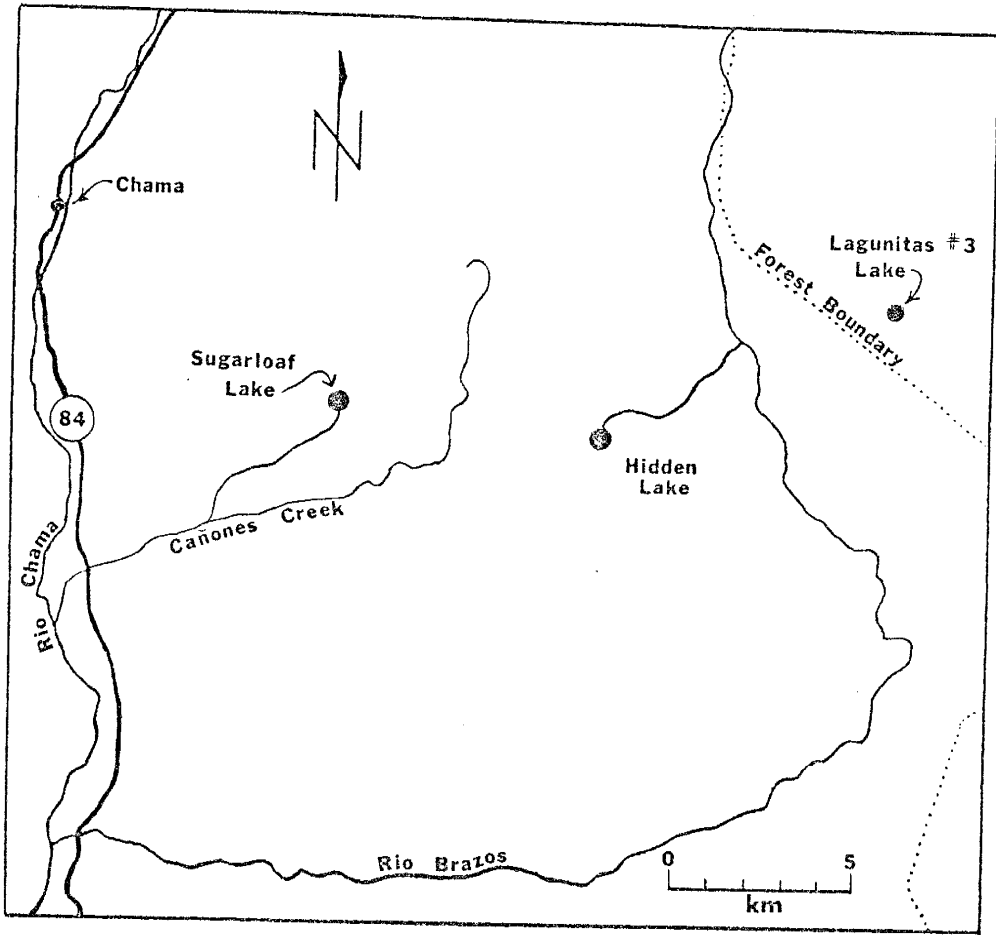 N
Chama
Lagunitas #3
Lake
Forest Boundary
Sugarloaf
Lake
84
Hidden
Lake
Cañones Creek
Rio Chama
Rio Brazos
0 5
km